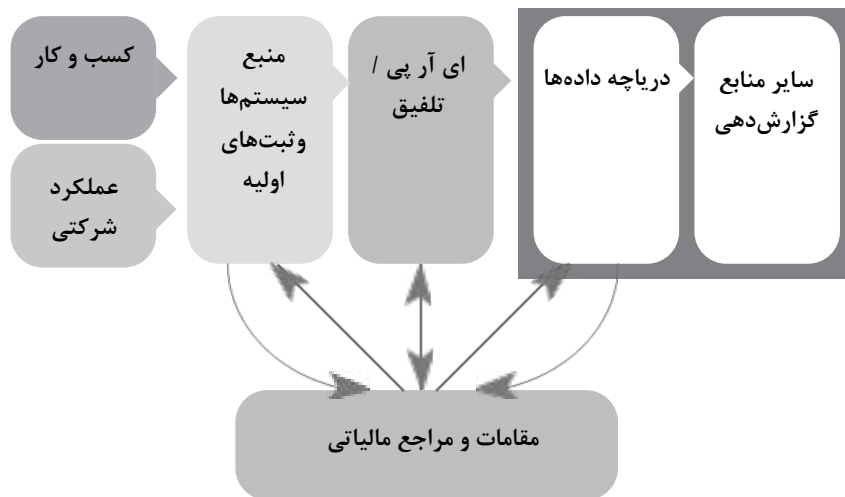 کسب و کار
عملکرد
شرکتی
منبع
سیستم‌ها
وثبت‌های
اولیه
ای آر پی /
تلفیق
دریاچه داده‌ها
سایر منابع
گزارش‌دهی
مقامات و مراجع مالیاتی